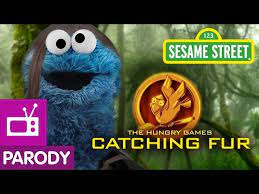 123
SESAME STREET
THE HUNGRY GAMES
CATCHING FUR
PARODY